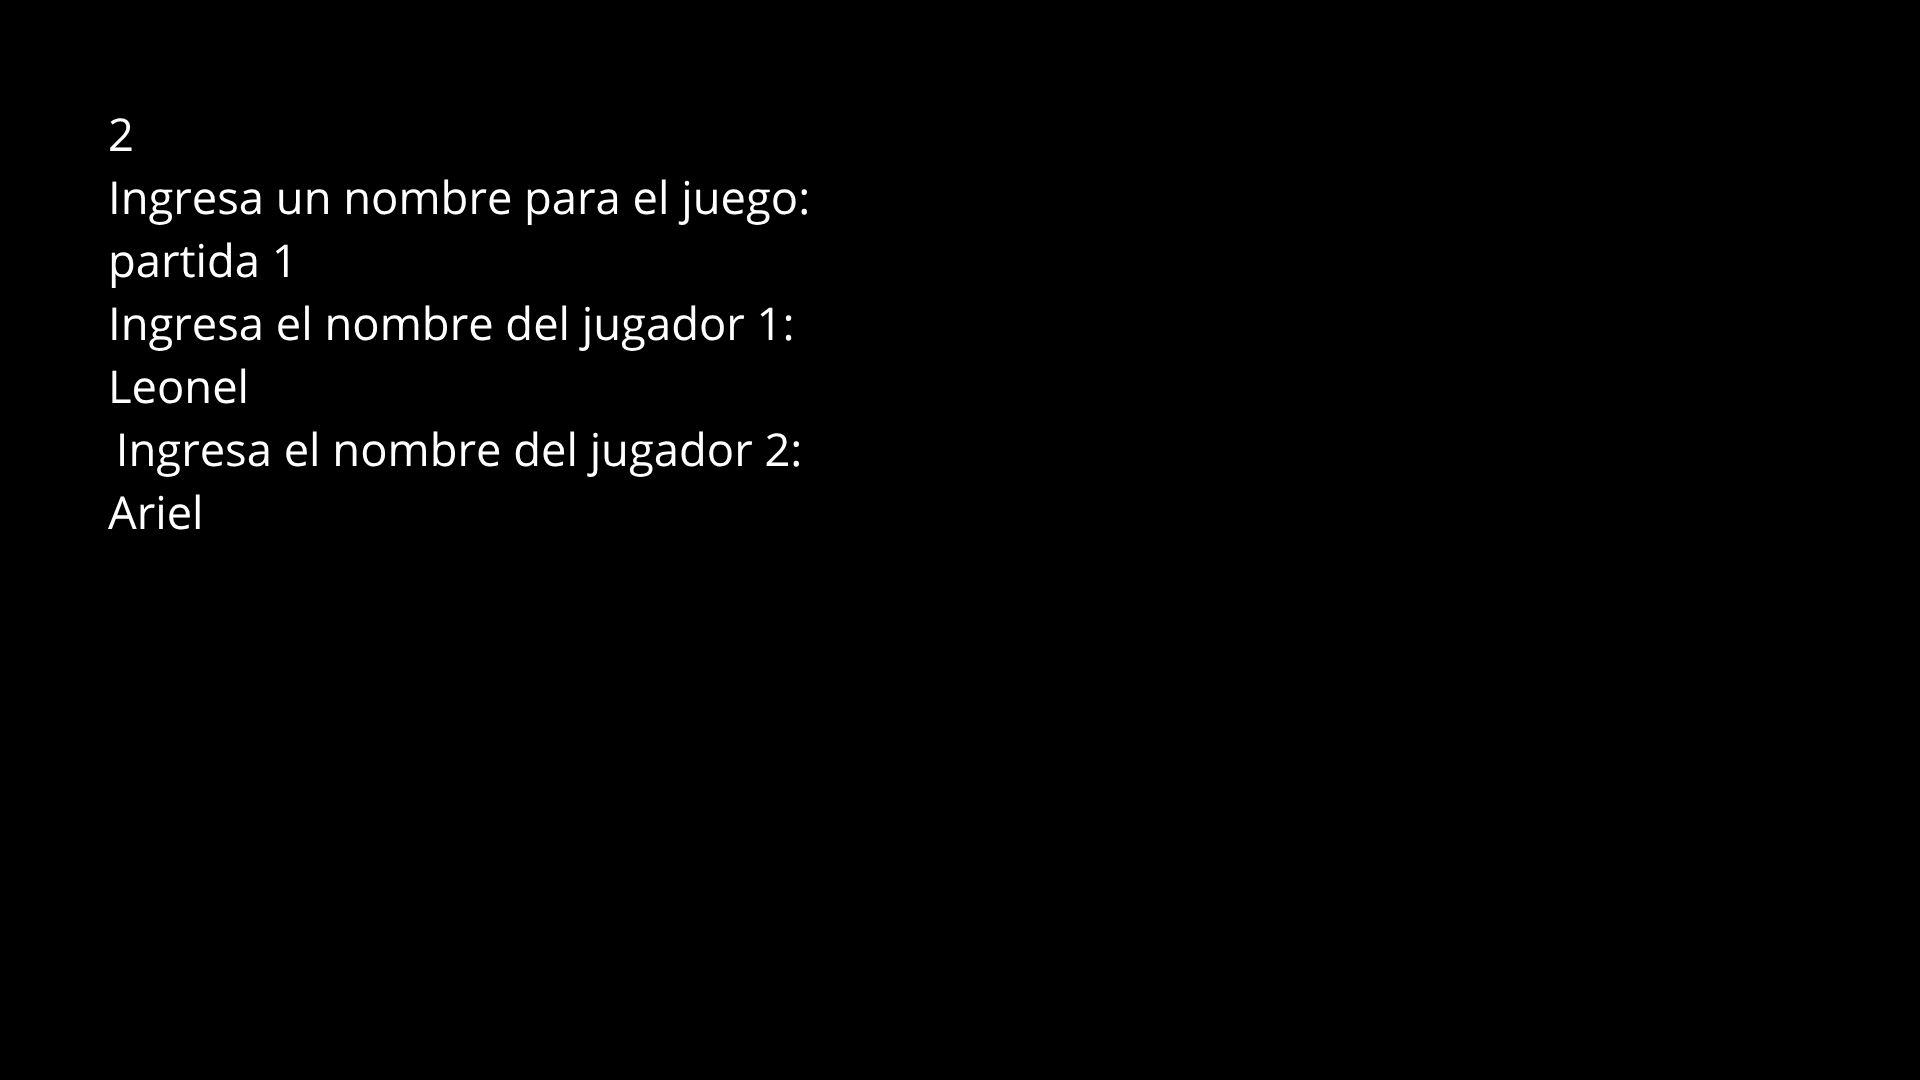 2
Ingresa un nombre para el juego:
partida 1
Ingresa el nombre del jugador 1:
Leonel
Ingresa el nombre del jugador 2:
Ariel